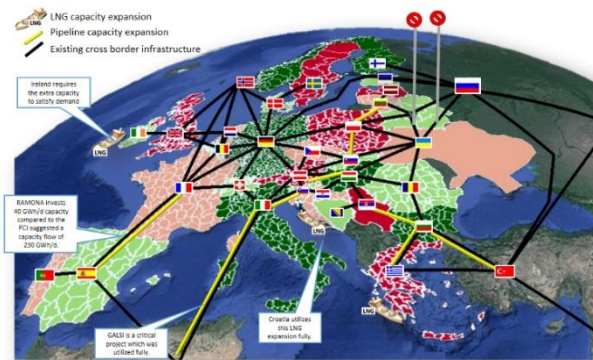 LNG capacity expansion
LNG
Pipeline capacity expansion
Existing cross border infrastructure
Ireland requires
the extra capacity
to satisfy demand
LNG
RAMONA Invests
40 GWh/d capacity
compared to the
PCI suggested a
capacity flow of
230 GWh/d.
LNG
LNG
GALSI is a critical
project which was
utilized fully.
Croatia utilizes
this LNG
expansion fully.